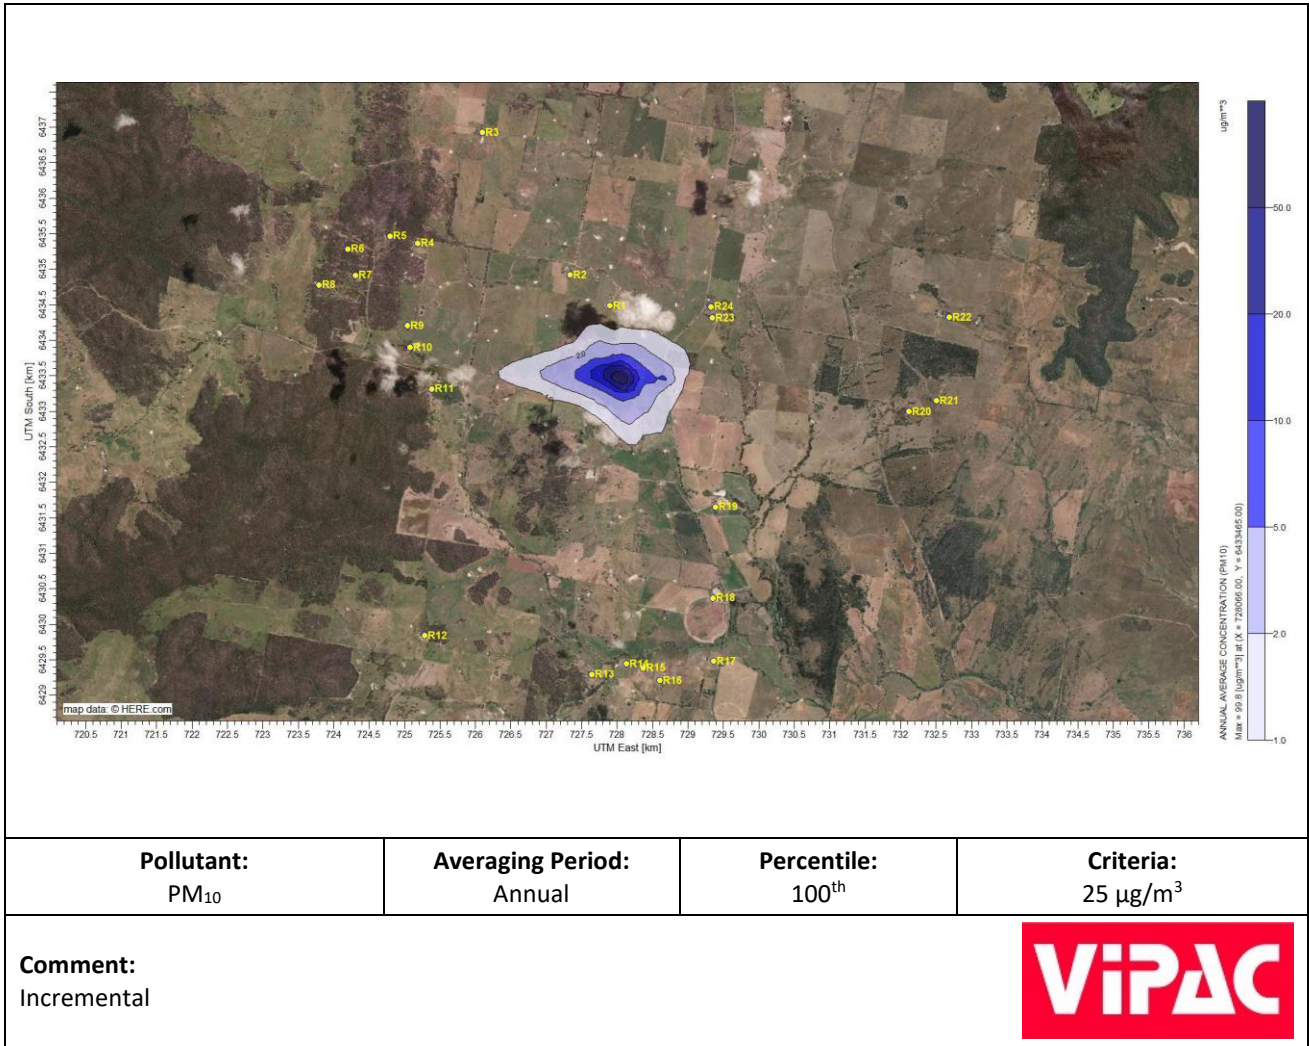 R3
R5
R4
R6
R7
R2
R8
R1
R24
R23
R22
R9
R10
2.0
R11
R21
R20
R19
R18
R12
R14
R15
R17
R13
R16
map data: © HERE.com
6437
6436.5
6436
6435.5
6435
6434.5
6434
6433.5
6433
6432.5
6432
6431.5
6431
6430.5
6430
6429.5
6429
UTM South [km]
720.5 721 721.5 722 722.5 723 723.5 724 724.5 725 725.5 726 726.5 727 727.5 728 728.5 729 729.5 730 730.5 731 731.5 732 732.5 733 733.5 734 734.5 735 735.5 736
UTM East [km]
ug/m**3
50.0
20.0
10.0
5.0
2.0
1.0
ANNUAL AVERAGE CONCENTRATION (PM10)
Max = 99.8 [ug/m**3] at (X = 728066.00, Y = 6433465.00)
Pollutant: Averaging Period: Percentile: Criteria:
PM₁₀ Annual 100th 25 µg/m³
Comment:
Incremental
ViPAC